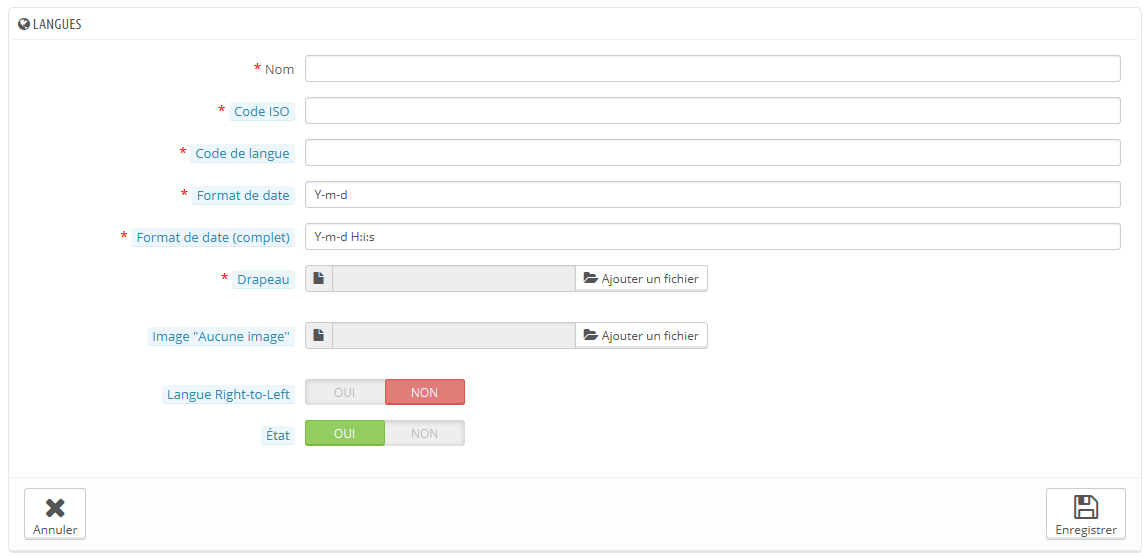 LANGUES
* Nom
* Code ISO
* Code de langue
* Format de date Y-m-d
* Format de date (complet) Y-m-d H:i:s
* Drapeau Ajouter un fichier
Image "Aucune image" Ajouter un fichier
Langue Right-to-Left OUI NON
État OUI NON
Annuler Enregistrer